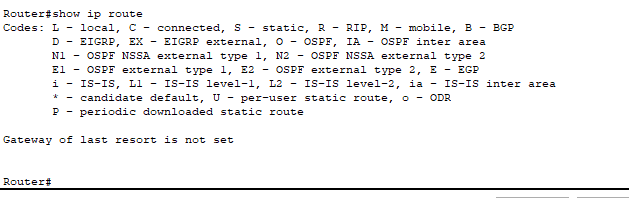 Router#show ip route
Codes: L - local, C - connected, S - static, R - RIP, M - mobile, B - BGP
D - EIGRP, EX - EIGRP external, O - OSPF, IA - OSPF inter area
N1 - OSPF NSSA external type 1, N2 - OSPF NSSA external type 2
E1 - OSPF external type 1, E2 - OSPF external type 2, E - EGP
i - IS-IS, L1 - IS-IS level-1, L2 - IS-IS level-2, ia - IS-IS inter area
* - candidate default, U - per-user static route, o - ODR
P - periodic downloaded static route
Gateway of last resort is not set
Router#